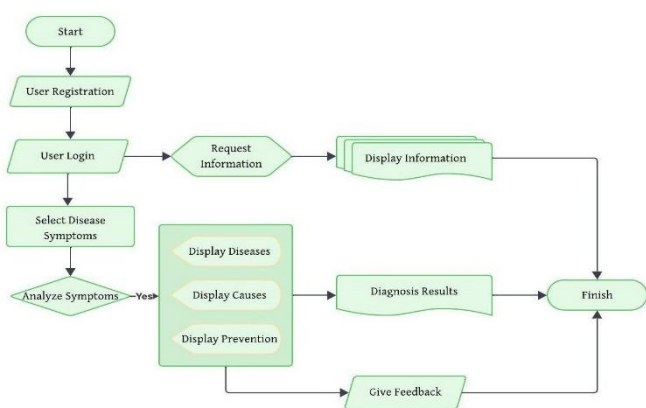 Start
User Registration
User Login
Request
Information
Display Information
Select Disease
Symptoms
Display Diseases
Analyze Symptoms
Yes
Display Causes
Diagnosis Results
Finish
Display Prevention
Give Feedback